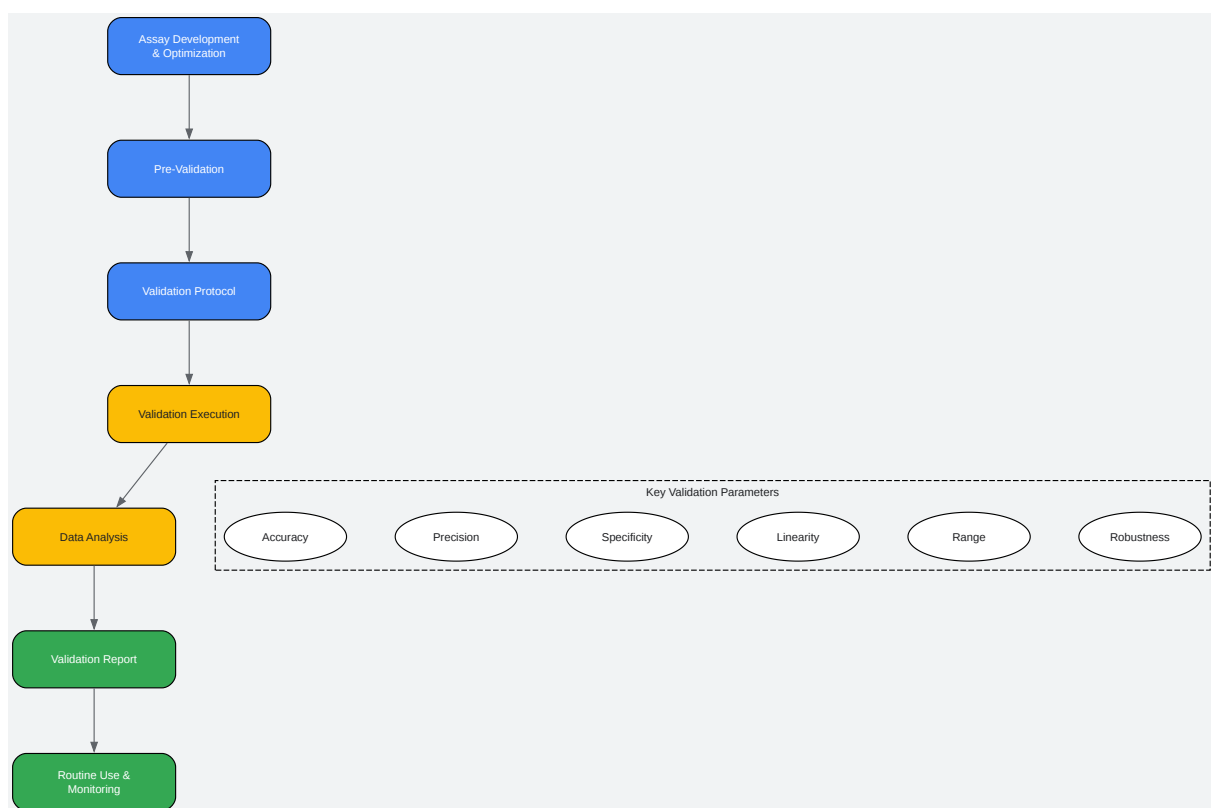 Assay Development
& Optimization
Pre-Validation
Validation Protocol
Validation Execution
Key Validation Parameters
Data Analysis
Accuracy
Precision
Specificity
Linearity
Range
Robustness
Validation Report
Routine Use &
Monitoring